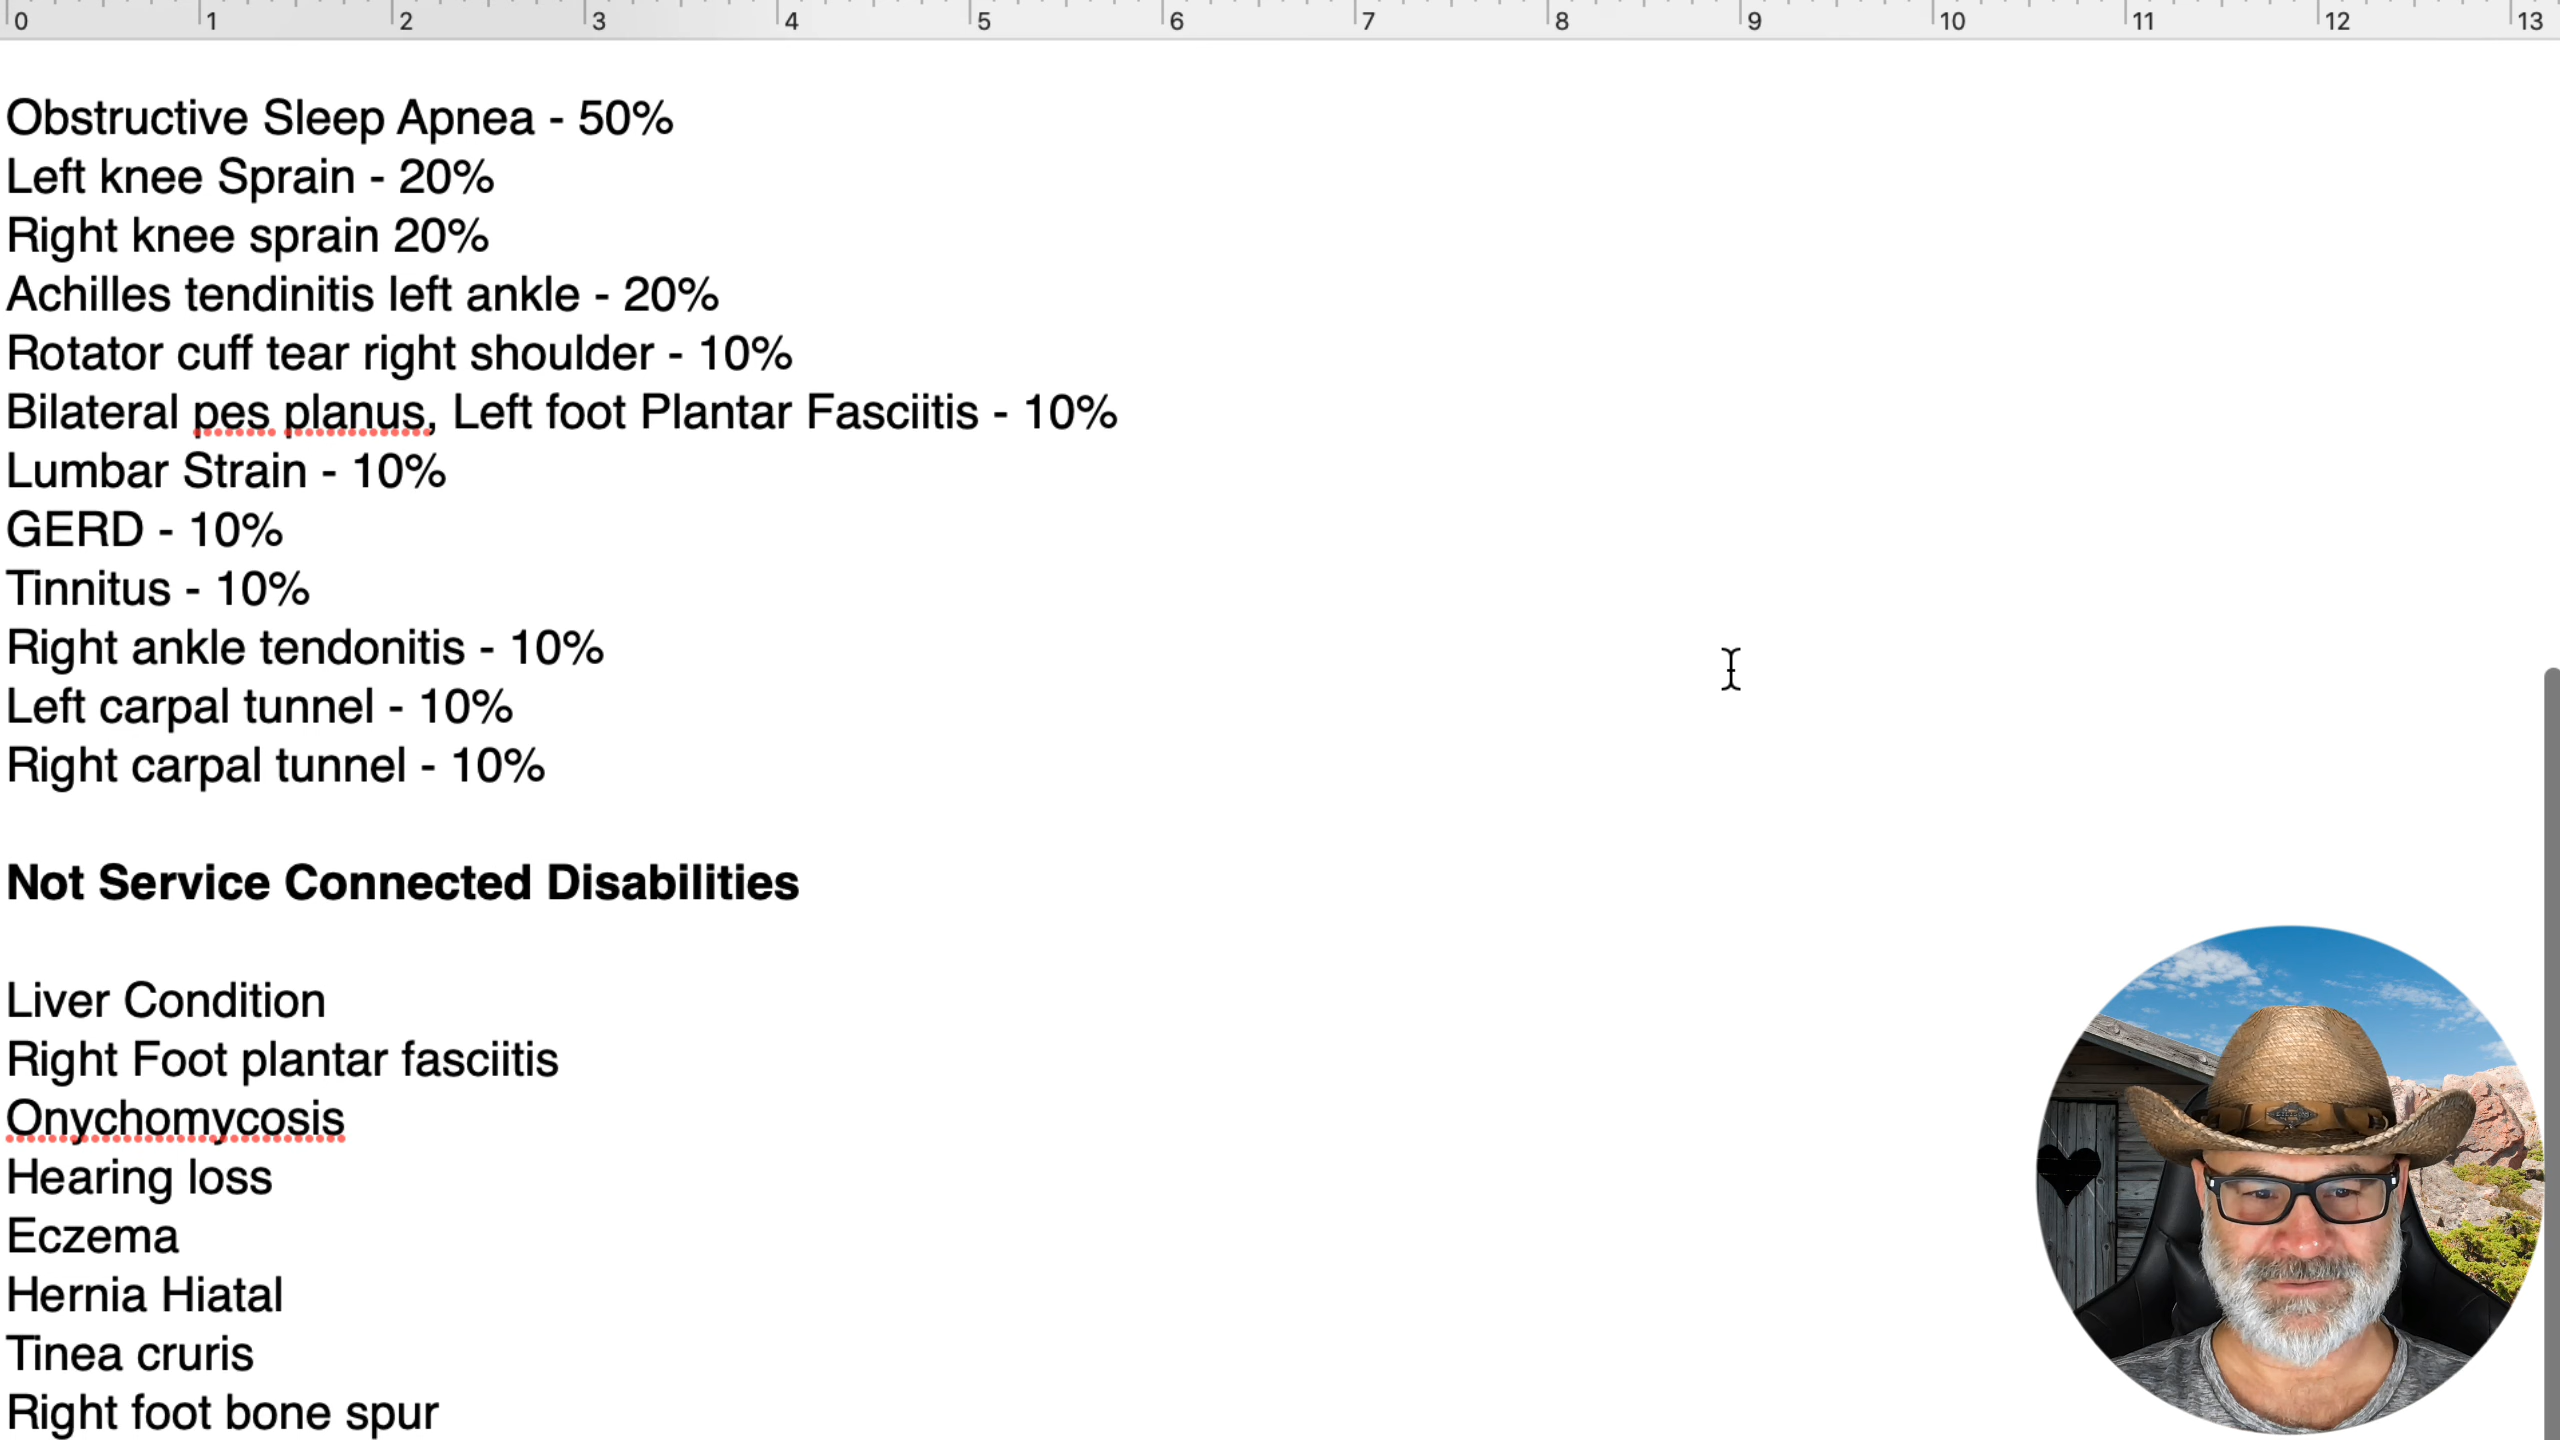 0 1 2 3 4 5 6 7 8 9 10 11 12 13
Obstructive Sleep Apnea - 50%
Left knee Sprain - 20%
Right knee sprain 20%
Achilles tendinitis left ankle - 20%
Rotator cuff tear right shoulder - 10%
Bilateral pes planus, Left foot Plantar Fasciitis - 10%
Lumbar Strain - 10%
GERD - 10%
Tinnitus - 10%
Right ankle tendonitis - 10%
Left carpal tunnel - 10%
Right carpal tunnel - 10%
Not Service Connected Disabilities
Liver Condition
Right Foot plantar fasciitis
Onychomycosis
Hearing loss
Eczema
Hernia Hiatal
Tinea cruris
Right foot bone spur